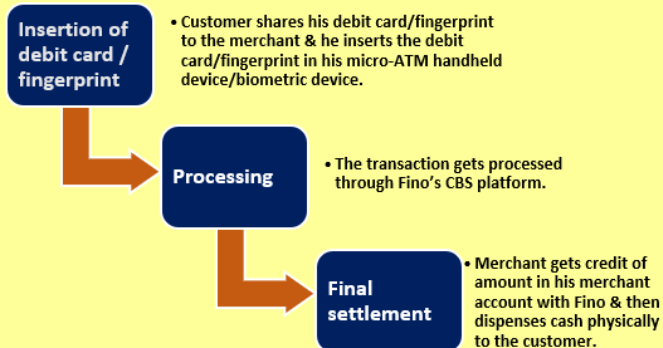 Insertion of
debit card /
fingerprint
• Customer shares his debit card/fingerprint
to the merchant & he inserts the debit
card/fingerprint in his micro-ATM handheld
device/biometric device.
Processing
• The transaction gets processed
through Fino's CBS platform.
Final
settlement
• Merchant gets credit of
amount in his merchant
account with Fino & then
dispenses cash physically
to the customer.